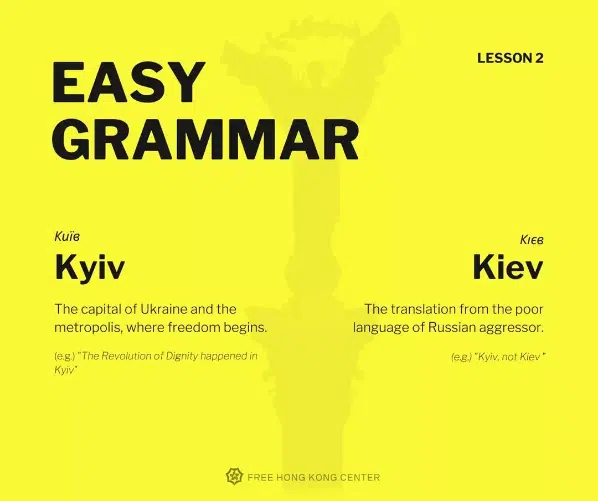 LESSON 2
EASY
GRAMMAR
Київ
Kyiv
The capital of Ukraine and the
metropolis, where freedom begins.
(e.g.) "The Revolution of Dignity happened in
Kyiv"
Кієв
Kiev
The translation from the poor
language of Russian aggressor.
(e.g.) "Kyiv, not Kiev"
FREE HONG KONG CENTER